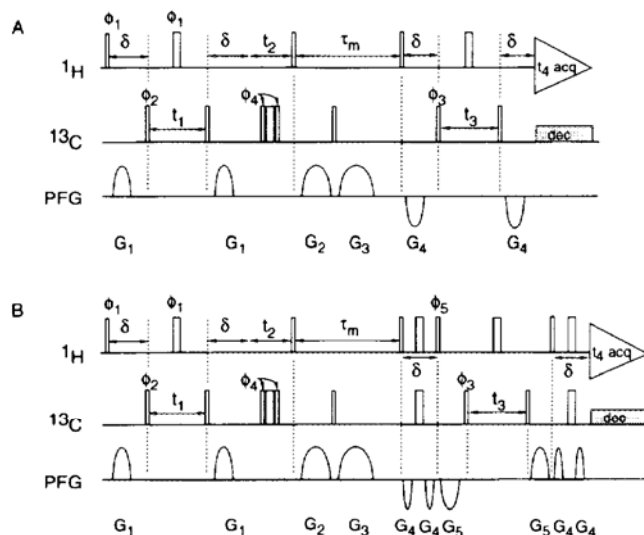 A
ϕ1 ϕ1
δ δ t2 τm δ δ
1H t4 acq
ϕ2 ϕ4 ϕ3
t1 t3
13C dec
PFG
G1 G1 G2 G3 G4 G4
B
ϕ1 ϕ1 ϕ5
δ δ t2 τm
1H t4 acq
δ δ
ϕ2 ϕ4 ϕ3
t1 t3
13C dec
PFG
G1 G1 G2 G3 G4 G4 G5 G5 G4 G4